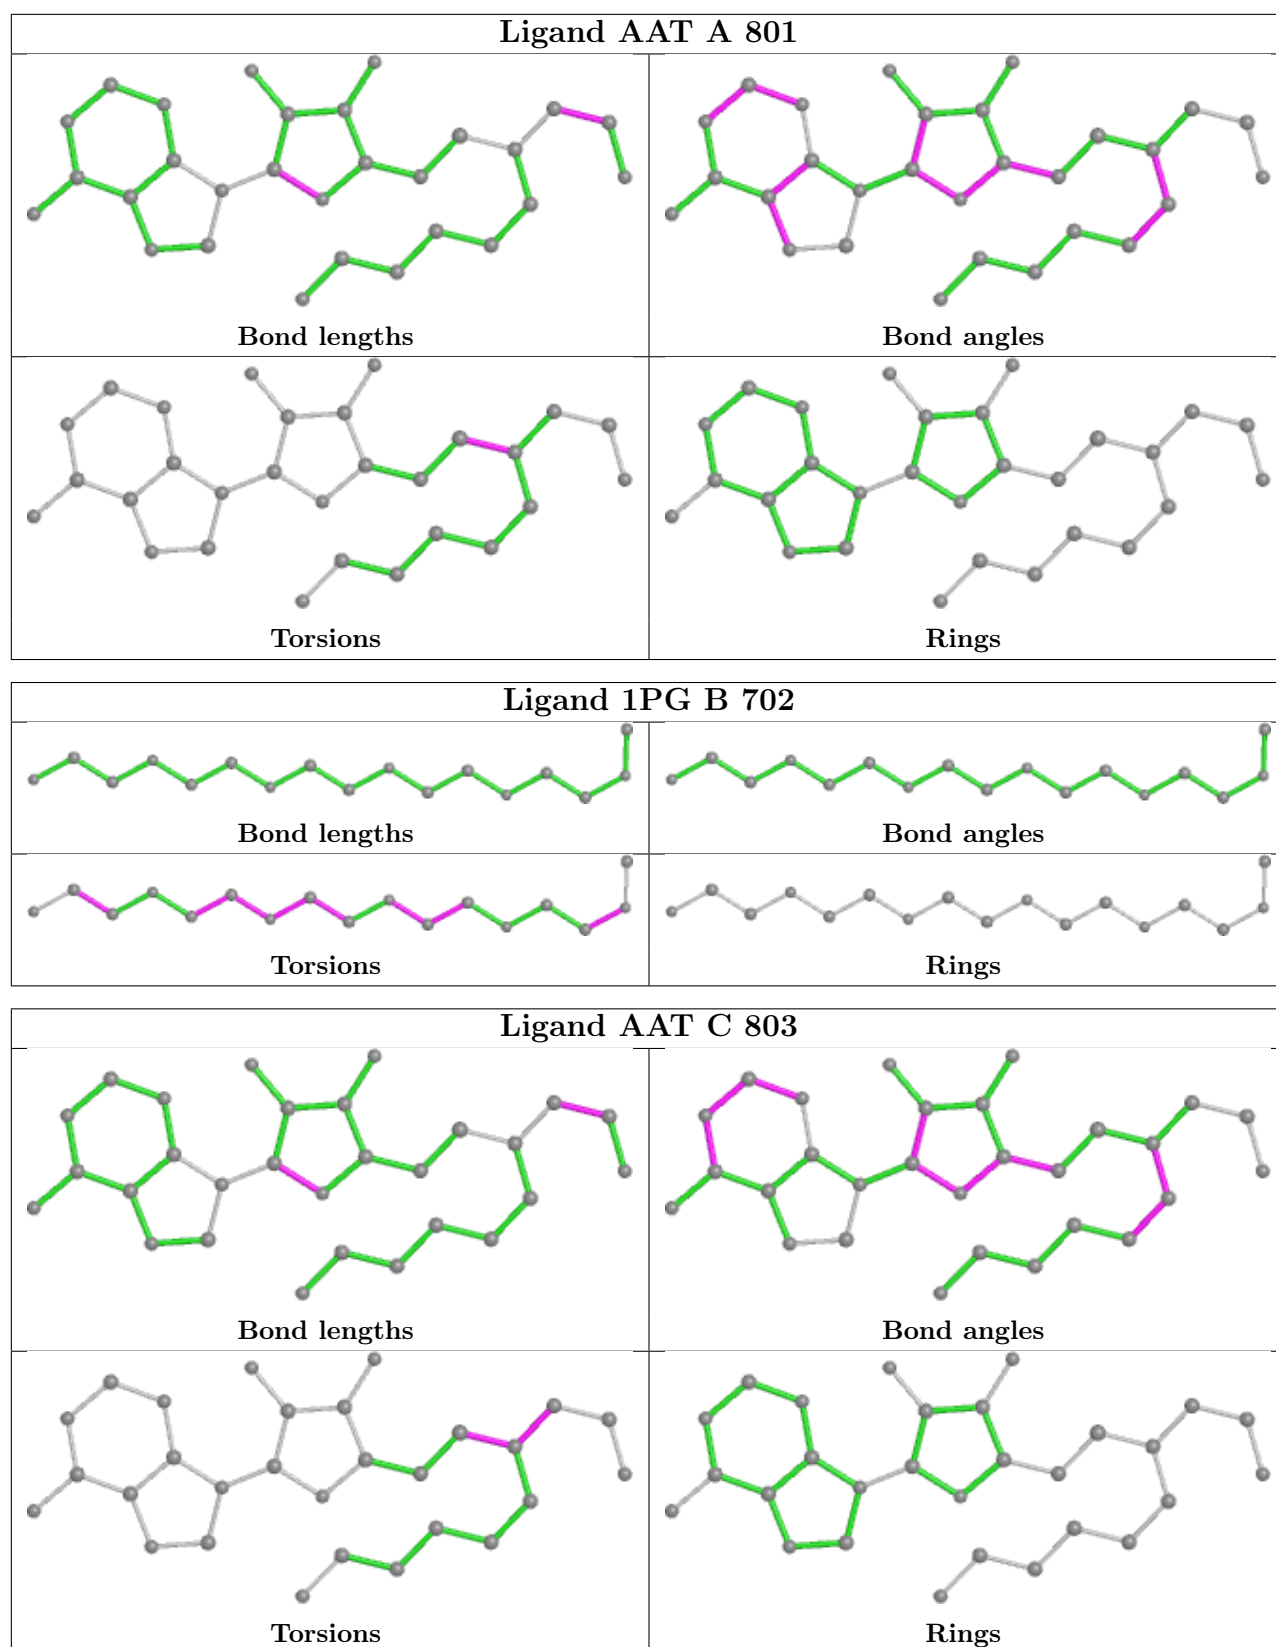 Ligand AAT A 801
Bond lengths
Bond angles
Torsions
Rings
Ligand 1PG B 702
Bond lengths
Bond angles
Torsions
Rings
Ligand AAT C 803
Bond lengths
Bond angles
Torsions
Rings